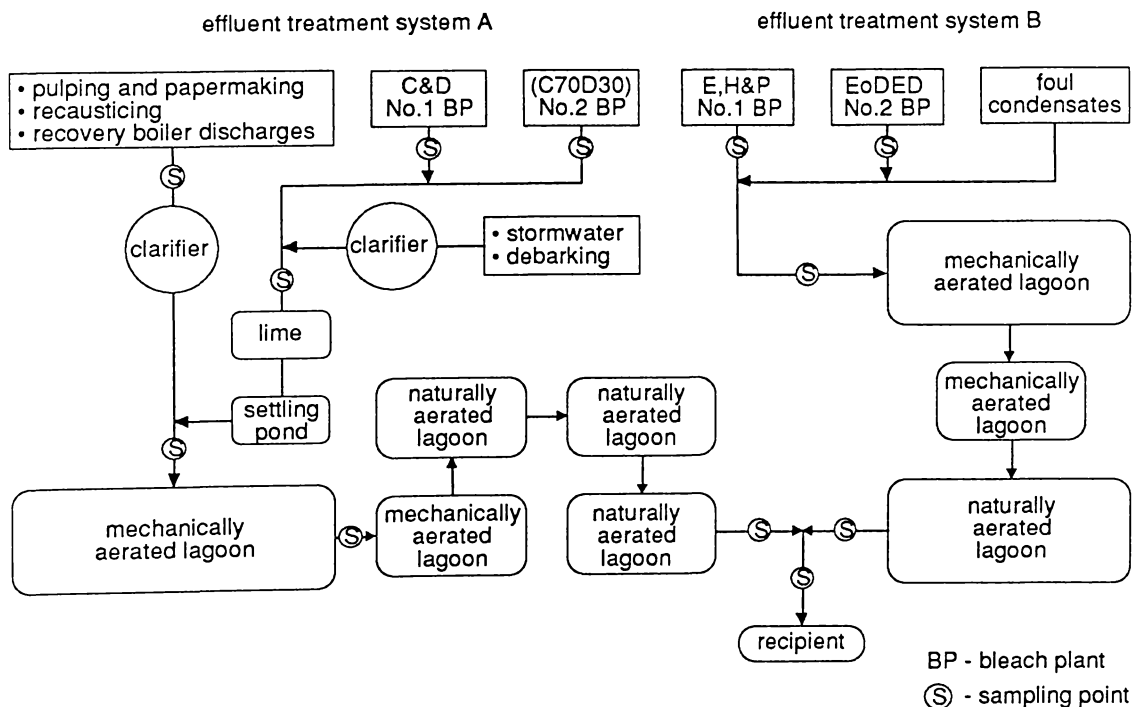 effluent treatment system A
effluent treatment system B
• pulping and papermaking
• recausticing
• recovery boiler discharges
C&D
No.1 BP
(C70D30)
No.2 BP
E,H&P
No.1 BP
EoDED
No.2 BP
foul
condensates
S
S
S
S
S
clarifier
clarifier
• stormwater
• debarking
S
S
mechanically
aerated lagoon
lime
settling
pond
naturally
aerated
lagoon
naturally
aerated
lagoon
mechanically
aerated
lagoon
S
mechanically
aerated lagoon
S
mechanically
aerated
lagoon
naturally
aerated
lagoon
S
S
naturally
aerated
lagoon
S
recipient
BP - bleach plant
S - sampling point